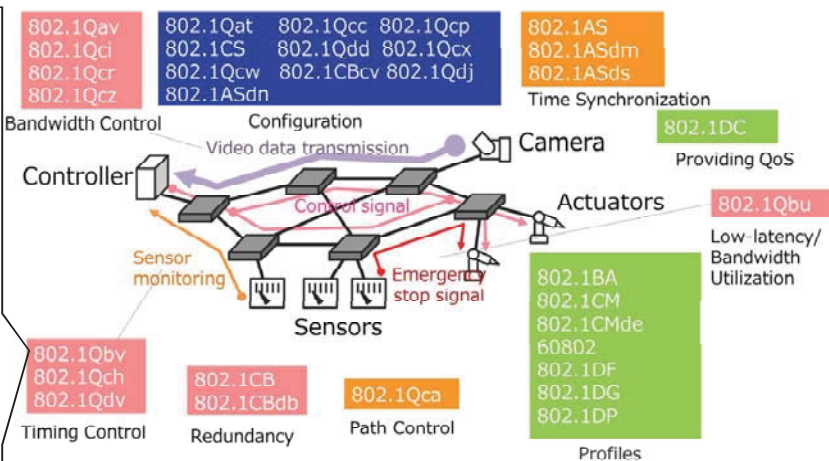 802.1Qav
802.1Qci
802.1Qcr
802.1Qcz
Bandwidth Control
802.1Qat 802.1Qcc 802.1Qcp
802.1CS 802.1Qdd 802.1Qcx
802.1Qcw 802.1CBcv 802.1Qdj
802.1ASdn
Configuration
802.1AS
802.1ASdm
802.1ASds
Time Synchronization
802.1DC
Providing QoS
Video data transmission
Camera
Controller
Control signal
Actuators
802.1Qbu
Low-latency/
Bandwidth
Utilization
Sensor
monitoring
Emergency
stop signal
Sensors
802.1BA
802.1CM
802.1CMde
60802
802.1DF
802.1DG
802.1DP
Profiles
802.1Qbv
802.1Qch
802.1Qdv
Timing Control
802.1CB
802.1CBdb
Redundancy
802.1Qca
Path Control